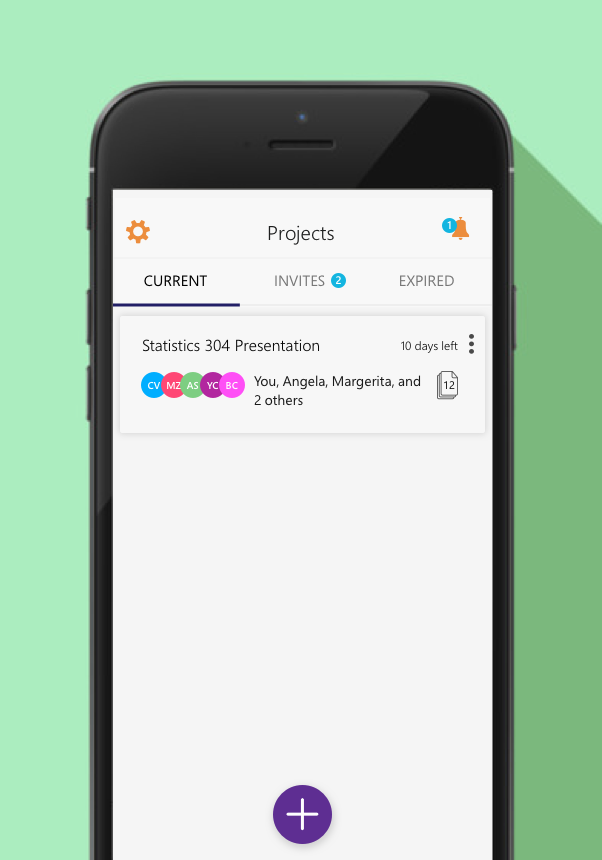 1
Projects
CURRENT
INVITES 2
EXPIRED
Statistics 304 Presentation
10 days left
CV MZ AS YC BC
You, Angela, Margerita, and
2 others
12